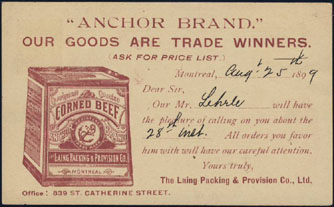 "ANCHOR BRAND."
OUR GOODS ARE TRADE WINNERS.
(ASK FOR PRICE LIST.)
Montreal, Augt 25th 1899
Dear Sir,
Our Mr. Lehrle will have
the pleasure of calling on you about the
28th inst. All orders you favor
him with will have our careful attention.
Yours truly,
The Laing Packing & Provision Co., Ltd.
CORNED BEEF
THE LAING PACKING & PROVISION CO.
MONTREAL
Office: 839 ST. CATHERINE STREET.